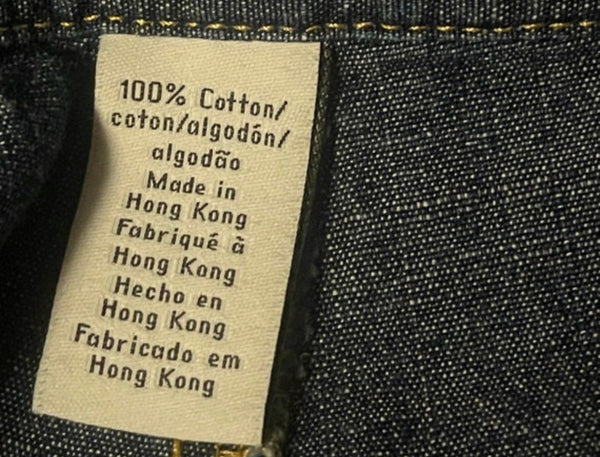 100% Cotton/
coton/algodón/
algodão
Made in
Hong Kong
Fabriqué à
Hong Kong
Hecho en
Hong Kong
Fabricado em
Hong Kong